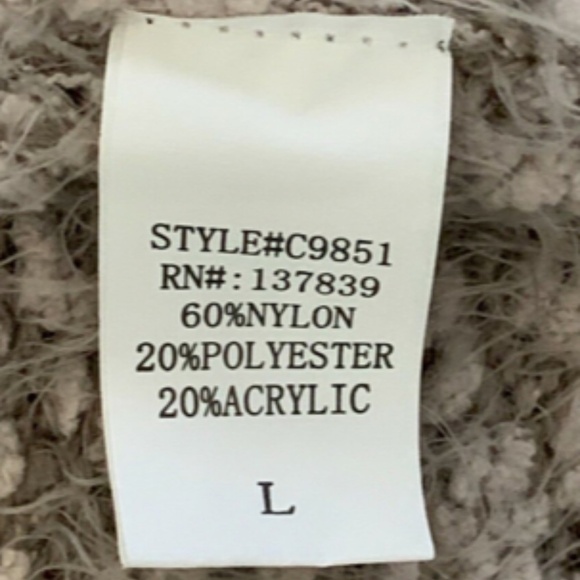 STYLE#C9851
RN#: 137839
60%NYLON
20%POLYESTER
20%ACRYLIC
L